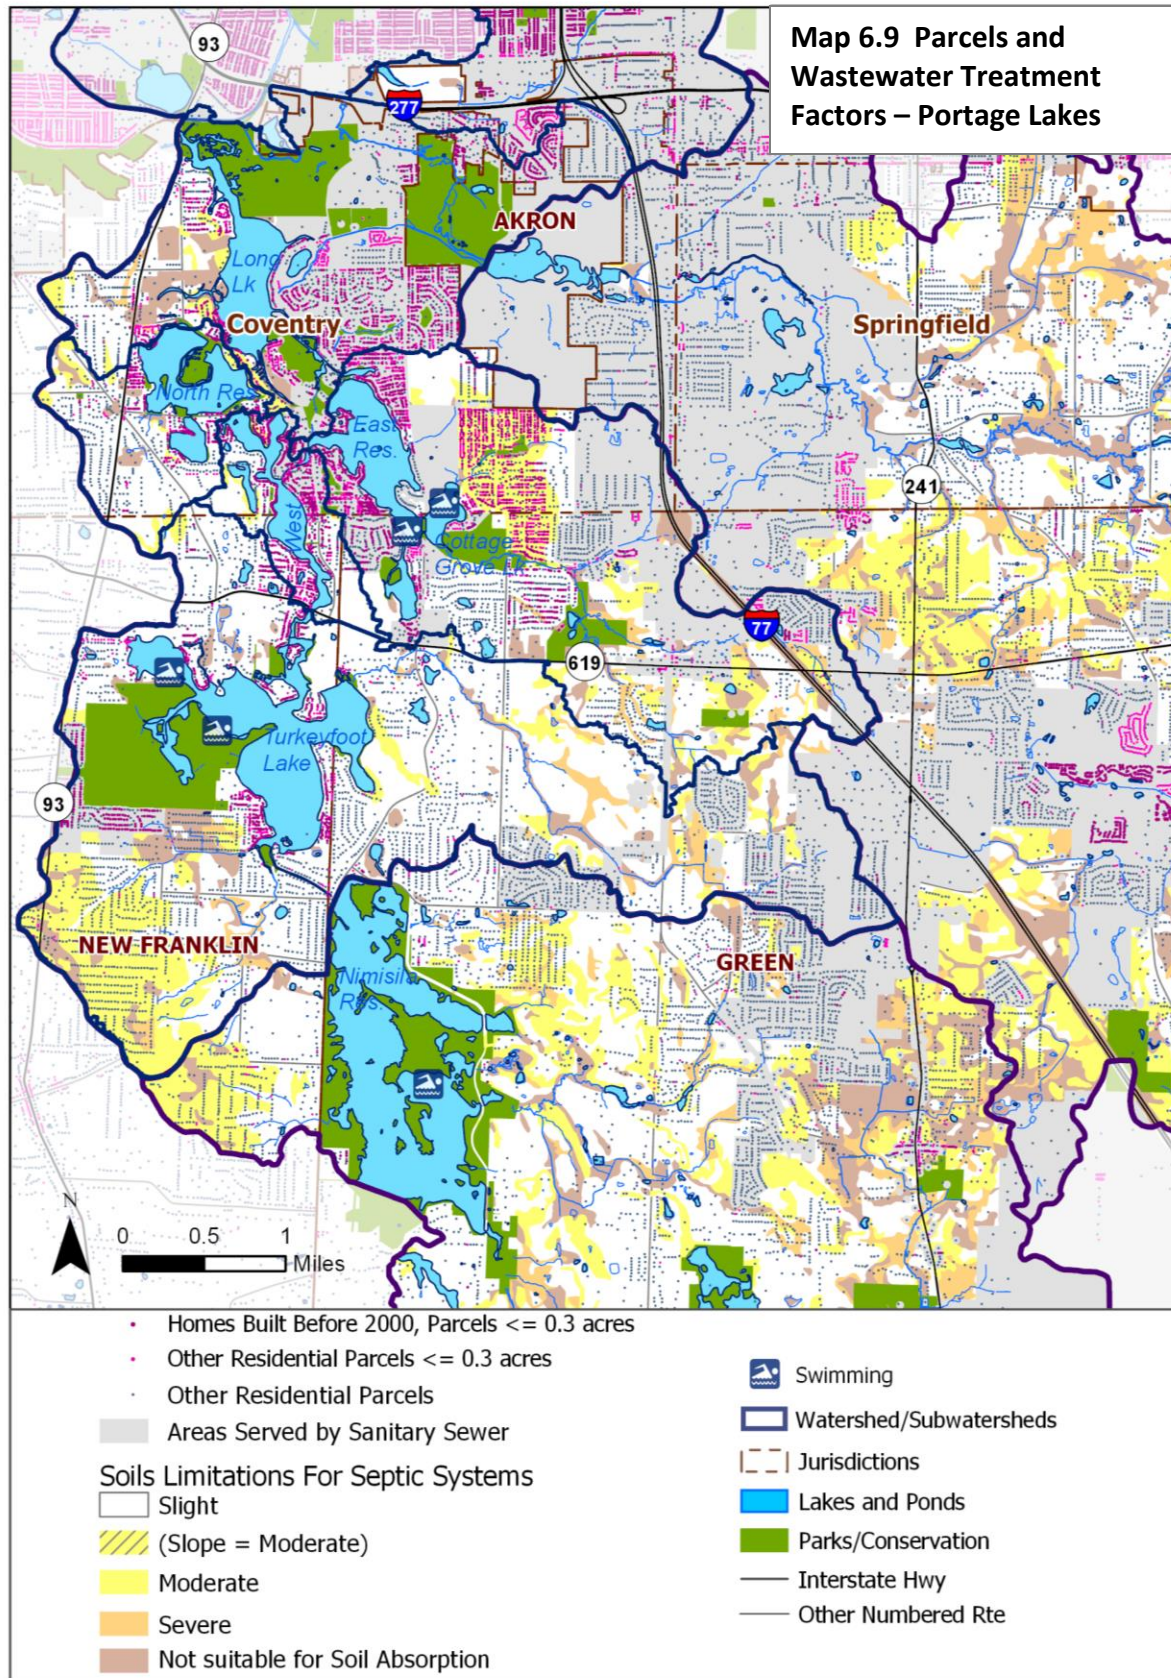 Map 6.9 Parcels and
Wastewater Treatment
Factors – Portage Lakes
93
277
AKRON
Long
Lk
Coventry
Springfield
North Res.
East
Res.
241
West
Cottage
Grove Lk
77
619
Turkeyfoot
Lake
93
NEW FRANKLIN
GREEN
Nimisila
Res.
N
0 0.5 1
Miles
Homes Built Before 2000, Parcels <= 0.3 acres
Other Residential Parcels <= 0.3 acres
Other Residential Parcels
Areas Served by Sanitary Sewer
Soils Limitations For Septic Systems
Slight
(Slope = Moderate)
Moderate
Severe
Not suitable for Soil Absorption
Swimming
Watershed/Subwatersheds
Jurisdictions
Lakes and Ponds
Parks/Conservation
Interstate Hwy
Other Numbered Rte